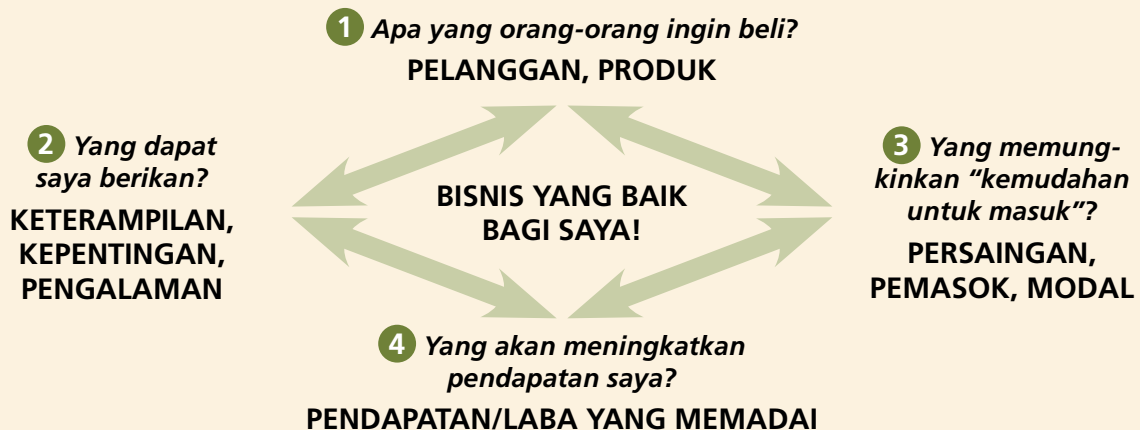 1 Apa yang orang-orang ingin beli?
PELANGGAN, PRODUK
2 Yang dapat
saya berikan?
KETERAMPILAN,
KEPENTINGAN,
PENGALAMAN
BISNIS YANG BAIK
BAGI SAYA!
3 Yang memung-
kinkan “kemudahan
untuk masuk”?
PERSAINGAN,
PEMASOK, MODAL
4 Yang akan meningkatkan
pendapatan saya?
PENDAPATAN/LABA YANG MEMADAI